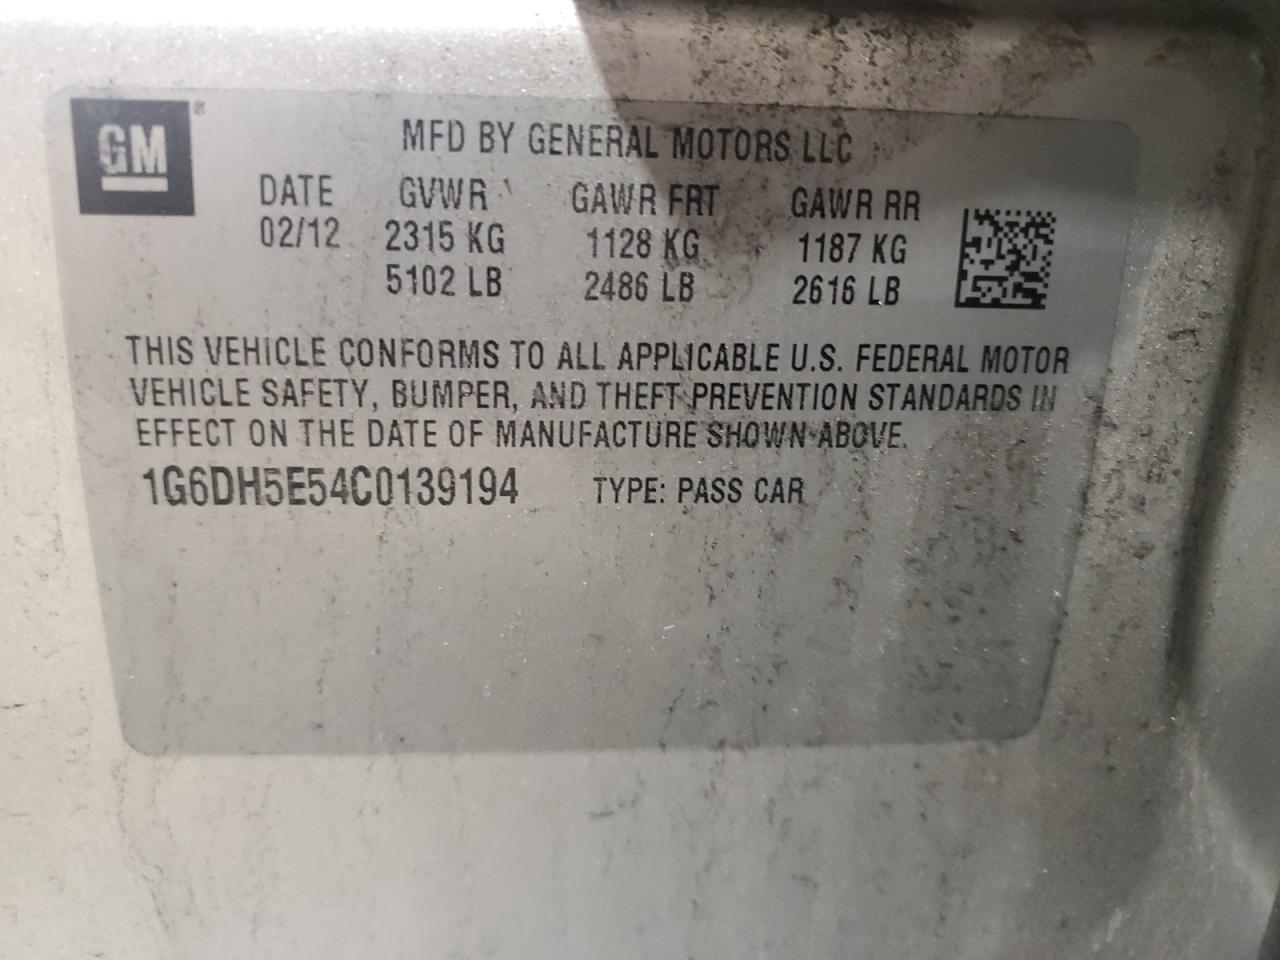 GM®
MFD BY GENERAL MOTORS LLC
DATE GVWR GAWR FRT GAWR RR
02/12 2315 KG 1128 KG 1187 KG
5102 LB 2486 LB 2616 LB
THIS VEHICLE CONFORMS TO ALL APPLICABLE U.S. FEDERAL MOTOR
VEHICLE SAFETY, BUMPER, AND THEFT PREVENTION STANDARDS IN
EFFECT ON THE DATE OF MANUFACTURE SHOWN ABOVE.
1G6DH5E54C0139194 TYPE: PASS CAR